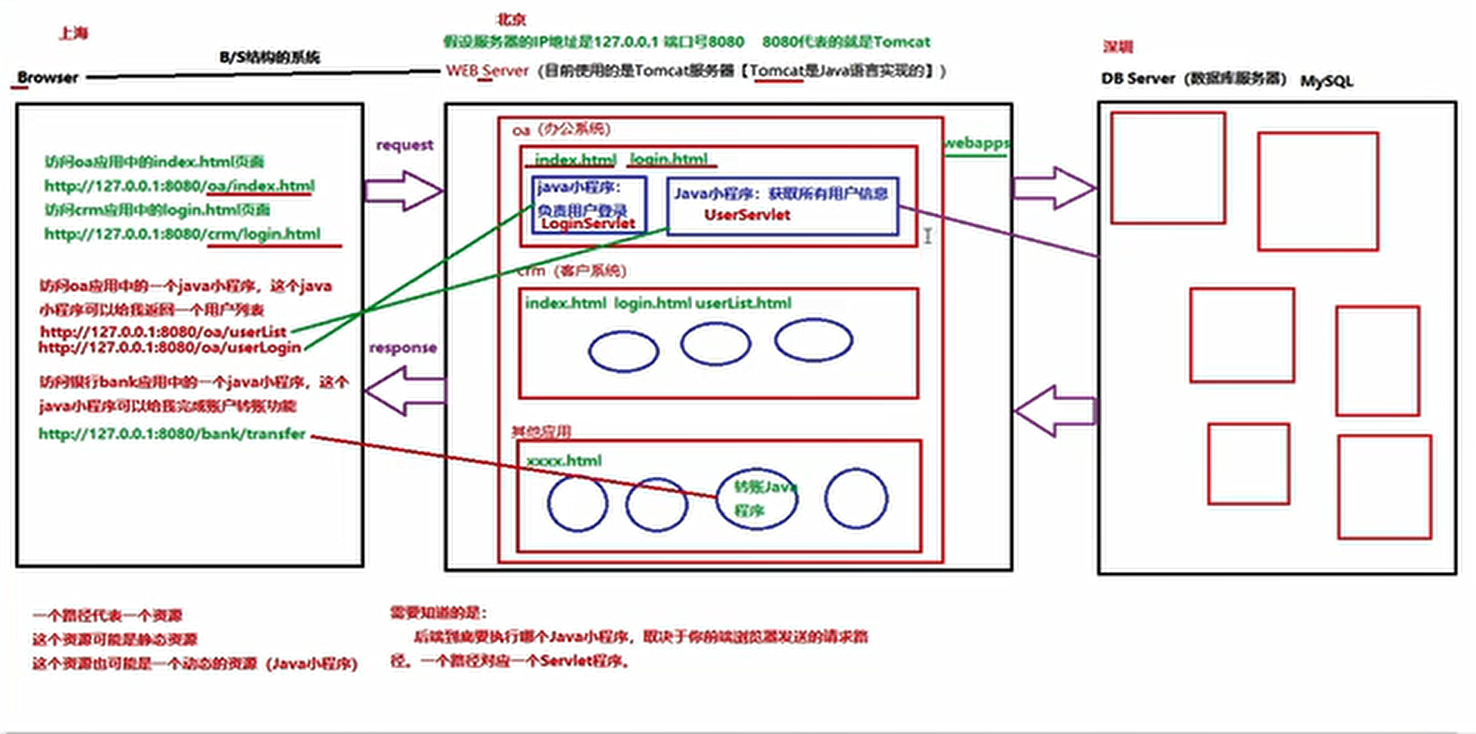 上海
B/S结构的系统
Browser
北京
假设服务器的IP地址是127.0.0.1 端口号8080 8080代表的就是Tomcat
WEB Server（目前使用的是Tomcat服务器【Tomcat是Java语言实现的】）
深圳
DB Server（数据库服务器） MySQL
访问oa应用中的index.html页面
http://127.0.0.1:8080/oa/index.html
访问crm应用中的login.html页面
http://127.0.0.1:8080/crm/login.html
访问oa应用中的一个java小程序，这个java
小程序可以给我返回一个用户列表
http://127.0.0.1:8080/oa/userList
http://127.0.0.1:8080/oa/userLogin
访问银行bank应用中的一个java小程序，这个
java小程序可以给我完成账户转账功能
http://127.0.0.1:8080/bank/transfer
request
response
oa（办公系统）
index.html login.html
java小程序：
负责用户登录
LoginServlet
Java小程序：获取所有用户信息
UserServlet
webapps
crm（客户系统）
index.html login.html userList.html
其他应用
xxxx.html
转账Java
程序
一个路径代表一个资源
这个资源可能是静态资源
这个资源也可能是一个动态的资源（Java小程序）
需要知道的是：
后端到底要执行哪个Java小程序，取决于你前端浏览器发送的请求路
径。一个路径对应一个Servlet程序。